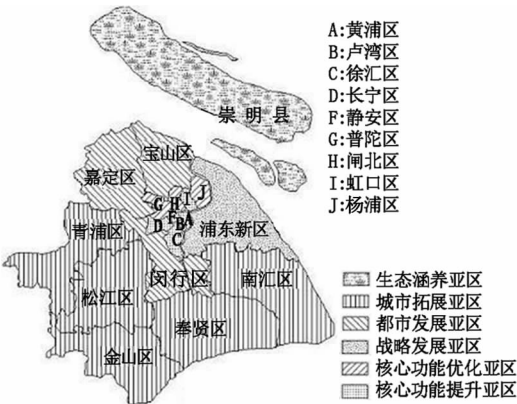 A:黄浦区
B:卢湾区
C:徐汇区
D:长宁区
F:静安区
G:普陀区
H:闸北区
I:虹口区
J:杨浦区
崇明县
宝山区
嘉定区
G H I J
D F B A
C
浦东新区
青浦区
闵行区
南汇区
松江区
奉贤区
金山区
生态涵养亚区
城市拓展亚区
都市发展亚区
战略发展亚区
核心功能优化亚区
核心功能提升亚区